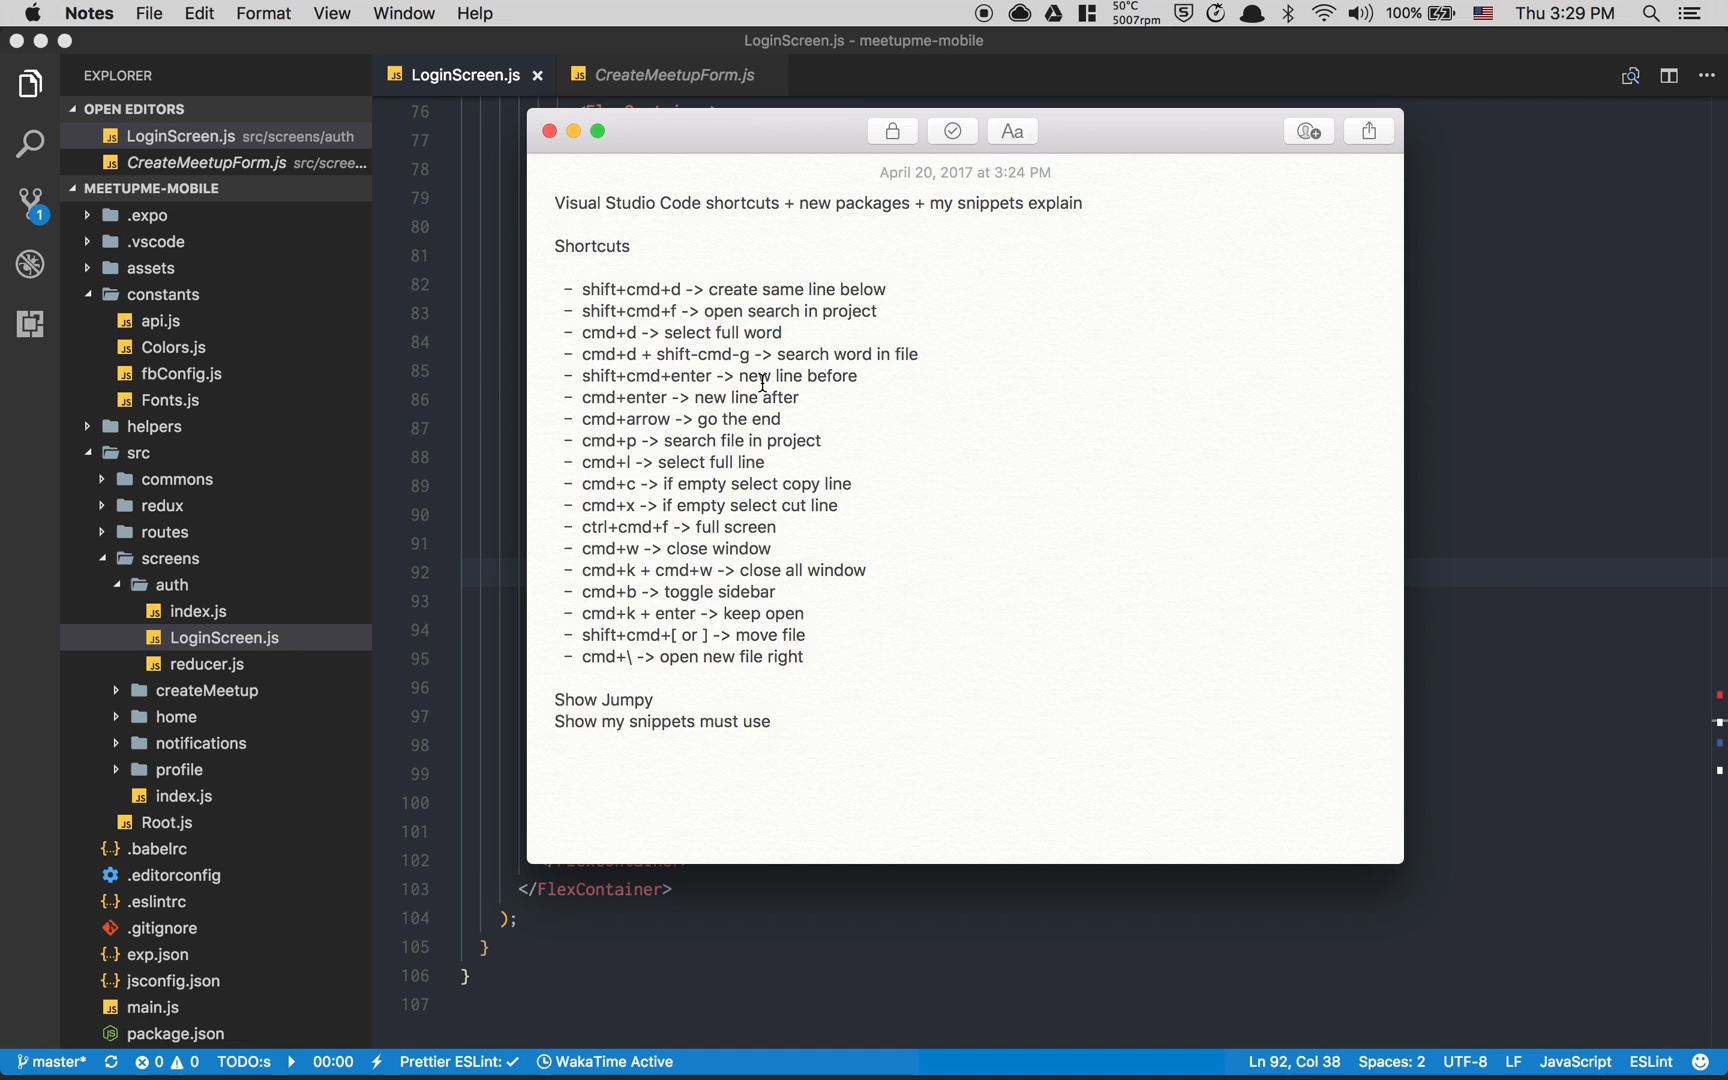 Notes File Edit Format View Window Help
50°C
5007rpm
100%
Thu 3:29 PM
LoginScreen.js - meetupme-mobile
EXPLORER
LoginScreen.js
CreateMeetupForm.js
OPEN EDITORS
LoginScreen.js src/screens/auth
CreateMeetupForm.js src/scree...
MEETUPME-MOBILE
.expo
.vscode
assets
constants
api.js
Colors.js
fbConfig.js
Fonts.js
helpers
src
commons
redux
routes
screens
auth
index.js
LoginScreen.js
reducer.js
createMeetup
home
notifications
profile
index.js
Root.js
.babelrc
.editorconfig
.eslintrc
.gitignore
exp.json
jsconfig.json
main.js
package.json
1
76
77
78
79
80
81
82
83
84
85
86
87
88
89
90
91
92
93
94
95
96
97
98
99
100
101
102
103 </FlexContainer>
104 );
105 }
106 }
107
Aa
April 20, 2017 at 3:24 PM
Visual Studio Code shortcuts + new packages + my snippets explain
Shortcuts
- shift+cmd+d -> create same line below
- shift+cmd+f -> open search in project
- cmd+d -> select full word
- cmd+d + shift-cmd-g -> search word in file
- shift+cmd+enter -> new line before
- cmd+enter -> new line after
- cmd+arrow -> go the end
- cmd+p -> search file in project
- cmd+l -> select full line
- cmd+c -> if empty select copy line
- cmd+x -> if empty select cut line
- ctrl+cmd+f -> full screen
- cmd+w -> close window
- cmd+k + cmd+w -> close all window
- cmd+b -> toggle sidebar
- cmd+k + enter -> keep open
- shift+cmd+[ or ] -> move file
- cmd+\ -> open new file right
Show Jumpy
Show my snippets must use
master* 0 0 TODO:s 00:00 Prettier ESLint: ✓ WakaTime Active
Ln 92, Col 38 Spaces: 2 UTF-8 LF JavaScript ESLint